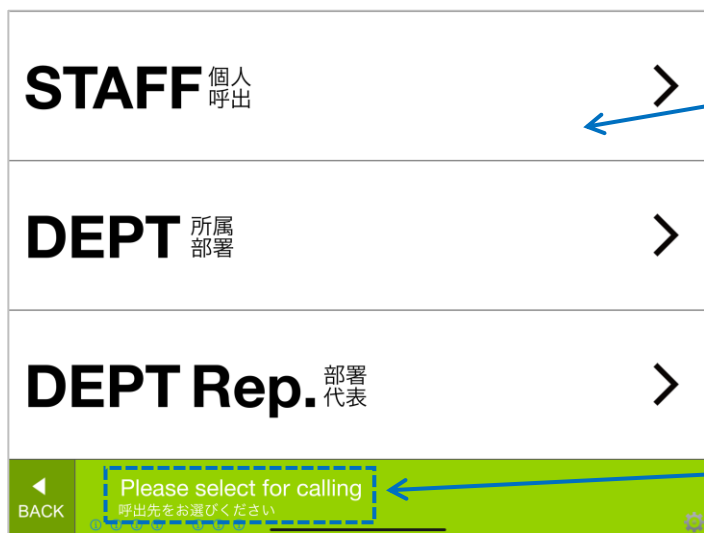 STAFF 個人
呼出
DEPT 所属
部署
DEPT Rep. 部署
代表
BACK
Please select for calling
呼出先をお選びください